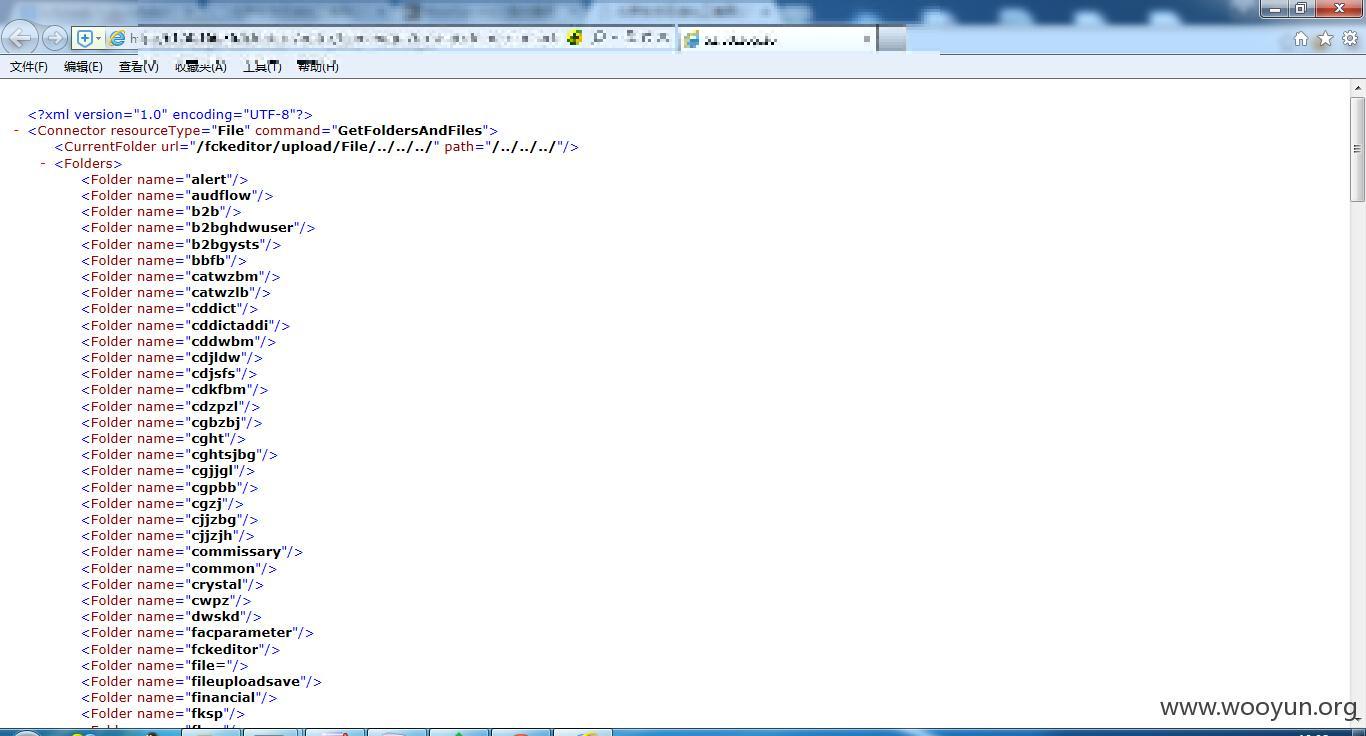 文件(F) 编辑(E) 查看(V) 收藏夹(A) 工具(T) 帮助(H)
<?xml version="1.0" encoding="UTF-8"?>
- <Connector resourceType="File" command="GetFoldersAndFiles">
<CurrentFolder url="/fckeditor/upload/File/../../../" path="/../../../"/>
- <Folders>
<Folder name="alert"/>
<Folder name="audflow"/>
<Folder name="b2b"/>
<Folder name="b2bghdwuser"/>
<Folder name="b2bgysts"/>
<Folder name="bbfb"/>
<Folder name="catwzbm"/>
<Folder name="catwzlb"/>
<Folder name="cddict"/>
<Folder name="cddictaddi"/>
<Folder name="cddwbm"/>
<Folder name="cdjldw"/>
<Folder name="cdjsfs"/>
<Folder name="cdkfbm"/>
<Folder name="cdzpzl"/>
<Folder name="cgbzbj"/>
<Folder name="cght"/>
<Folder name="cghtsjbg"/>
<Folder name="cgjjgl"/>
<Folder name="cgpbb"/>
<Folder name="cgzj"/>
<Folder name="cjjzbg"/>
<Folder name="cjjzjh"/>
<Folder name="commissary"/>
<Folder name="common"/>
<Folder name="crystal"/>
<Folder name="cwpz"/>
<Folder name="dwskd"/>
<Folder name="facparameter"/>
<Folder name="fckeditor"/>
<Folder name="file="/>
<Folder name="fileuploadsave"/>
<Folder name="financial"/>
<Folder name="fksp"/>
www.wooyun.org